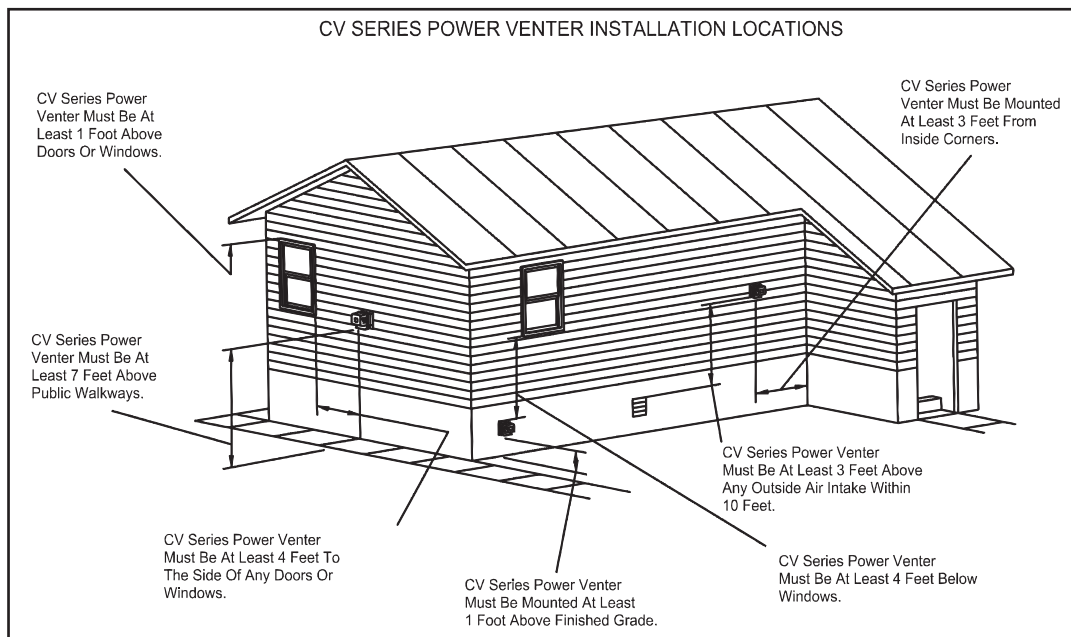 CV SERIES POWER VENTER INSTALLATION LOCATIONS
CV Series Power
Venter Must Be At
Least 1 Foot Above
Doors Or Windows.
CV Series Power
Venter Must Be Mounted
At Least 3 Feet From
Inside Corners.
CV Series Power
Venter Must Be At
Least 7 Feet Above
Public Walkways.
CV Series Power Venter
Must Be At Least 3 Feet Above
Any Outside Air Intake Within
10 Feet.
CV Series Power Venter
Must Be At Least 4 Feet To
The Side Of Any Doors Or
Windows.
CV Series Power Venter
Must Be Mounted At Least
1 Foot Above Finished Grade.
CV Series Power Venter
Must Be At Least 4 Feet Below
Windows.